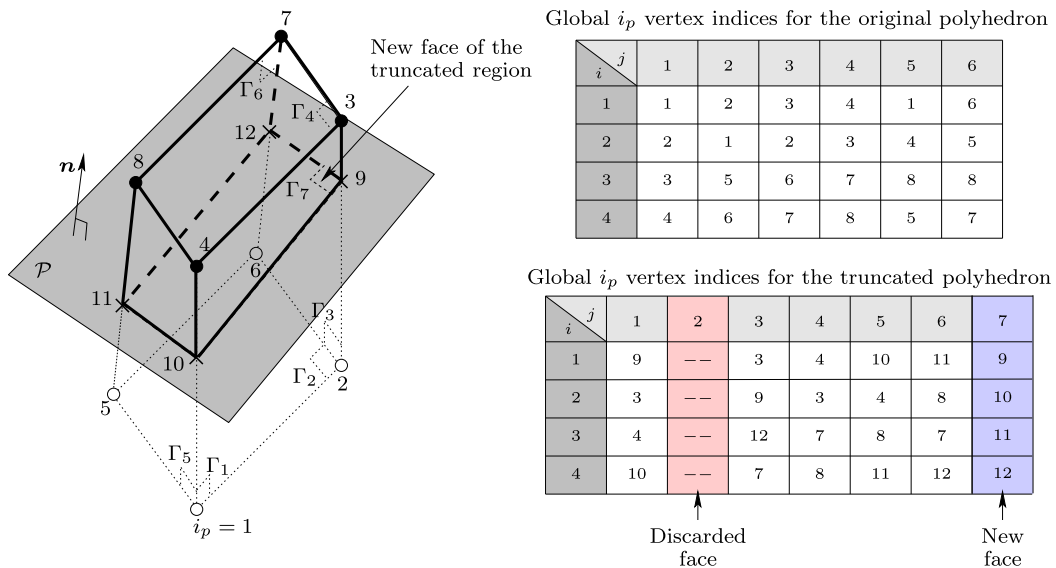 7
New face of the
truncated region
Γ6
3
Γ4
12
8
n
Γ7
9
4
6
𝒫
11
Γ3
10
Γ2
2
5
Γ5
Γ1
i_p = 1
Global i_p vertex indices for the original polyhedron
i j 1 2 3 4 5 6
1 1 2 3 4 1 6
2 2 1 2 3 4 5
3 3 5 6 7 8 8
4 4 6 7 8 5 7
Global i_p vertex indices for the truncated polyhedron
i j 1 2 3 4 5 6 7
1 9 −− 3 4 10 11 9
2 3 −− 9 3 4 8 10
3 4 −− 12 7 8 7 11
4 10 −− 7 8 11 12 12
Discarded
face
New
face